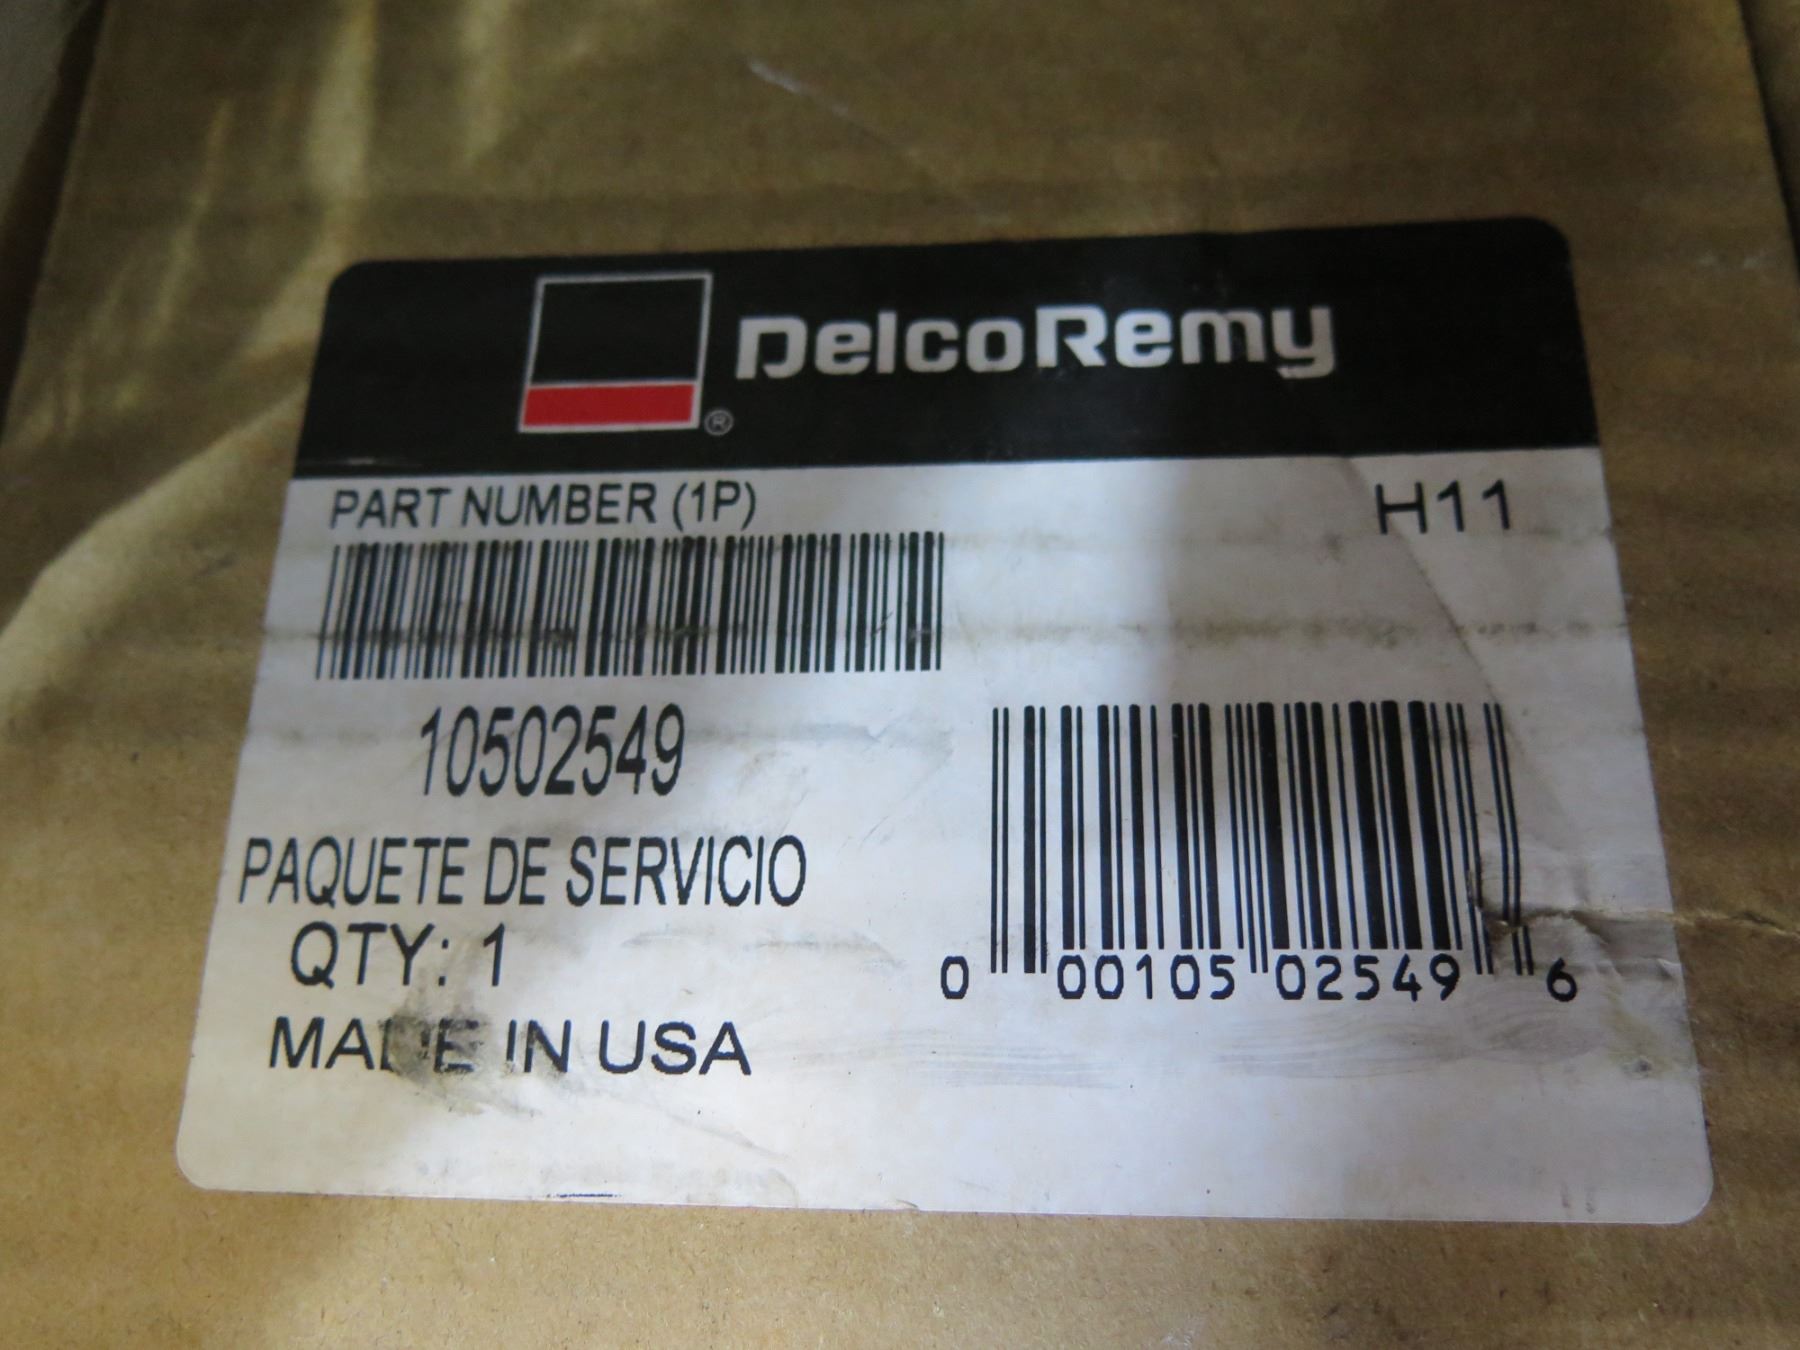 DelcoRemy
®
PART NUMBER (1P)
H11
10502549
PAQUETE DE SERVICIO
QTY: 1
MADE IN USA
0 00105 02549 6